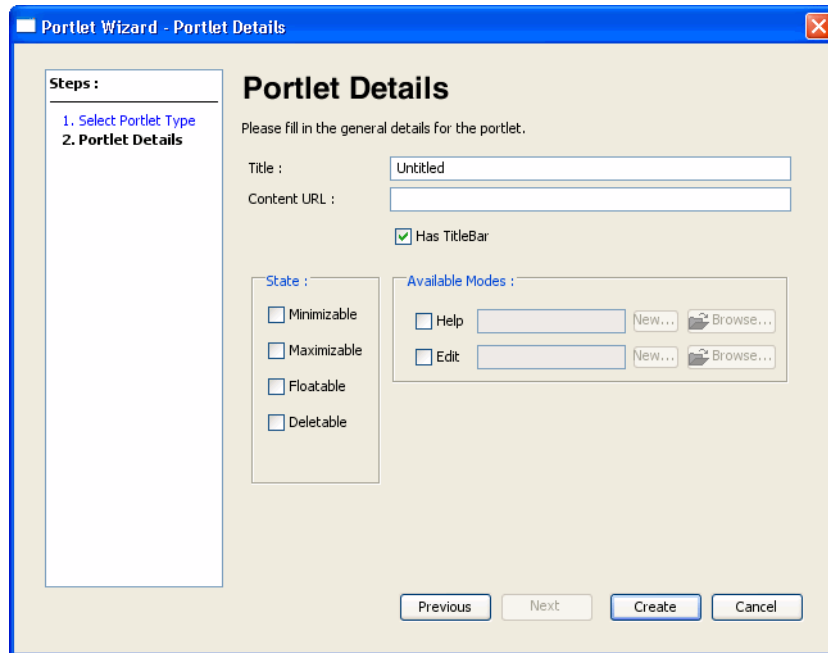 Portlet Wizard - Portlet Details
Steps :
1. Select Portlet Type
2. Portlet Details
Portlet Details
Please fill in the general details for the portlet.
Title : Untitled
Content URL :
Has TitleBar
State :
Minimizable
Maximizable
Floatable
Deletable
Available Modes :
Help New... Browse...
Edit New... Browse...
Previous Next Create Cancel